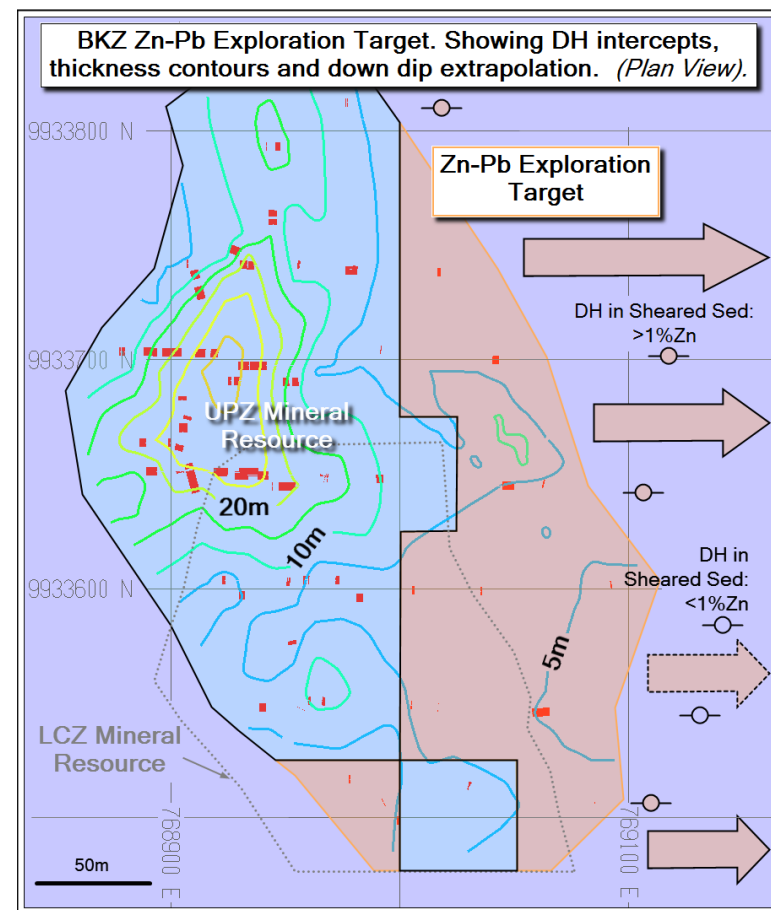 BKZ Zn-Pb Exploration Target. Showing DH intercepts,
thickness contours and down dip extrapolation. (Plan View).
9933800 N
Zn-Pb Exploration
Target
DH in Sheared Sed:
>1%Zn
9933700 N
UPZ Mineral
Resource
20m
10m
DH in
Sheared Sed:
<1%Zn
9933600 N
5m
LCZ Mineral
Resource
768900 E
769100 E
50m